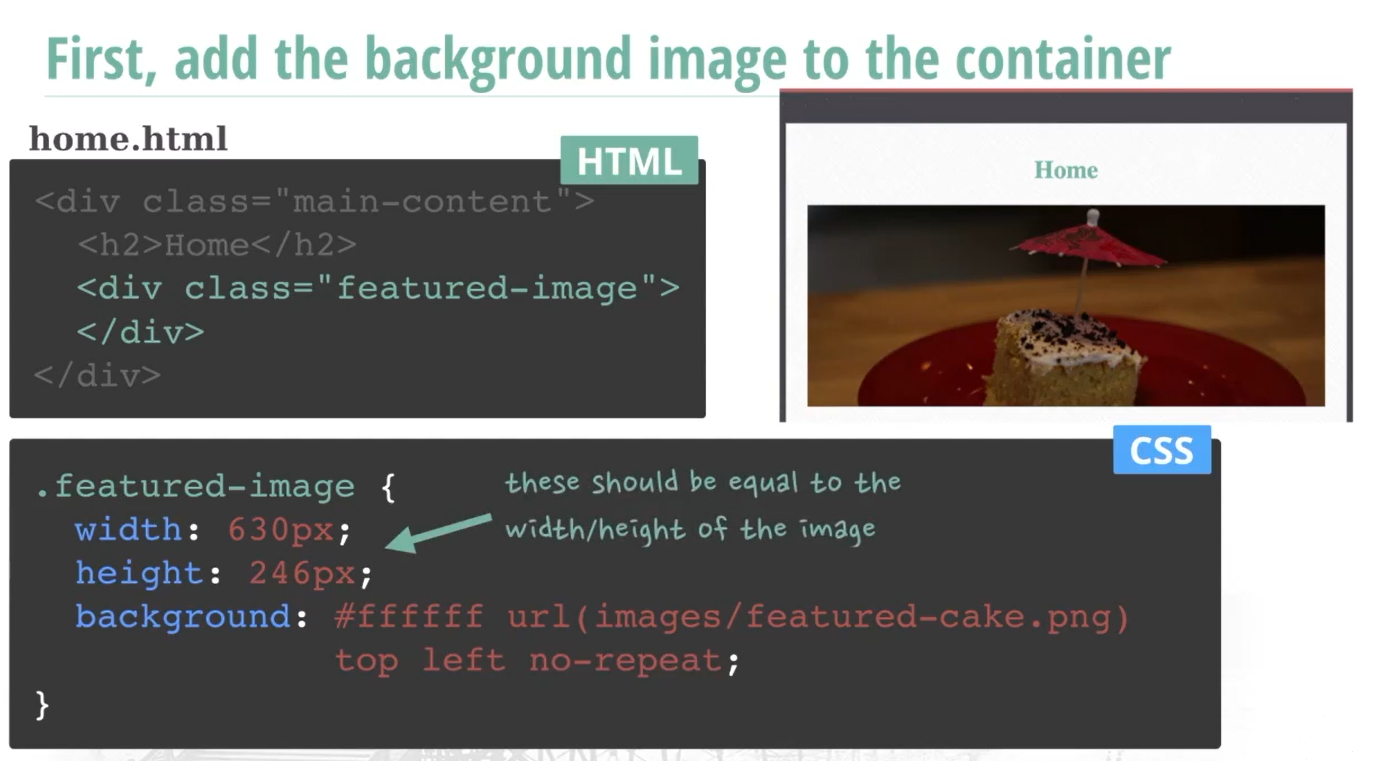 First, add the background image to the container
home.html
HTML
<div class="main-content">
<h2>Home</h2>
<div class="featured-image">
</div>
</div>
Home
CSS
.featured-image {
these should be equal to the
width: 630px;
width/height of the image
height: 246px;
background: #ffffff url(images/featured-cake.png)
top left no-repeat;
}